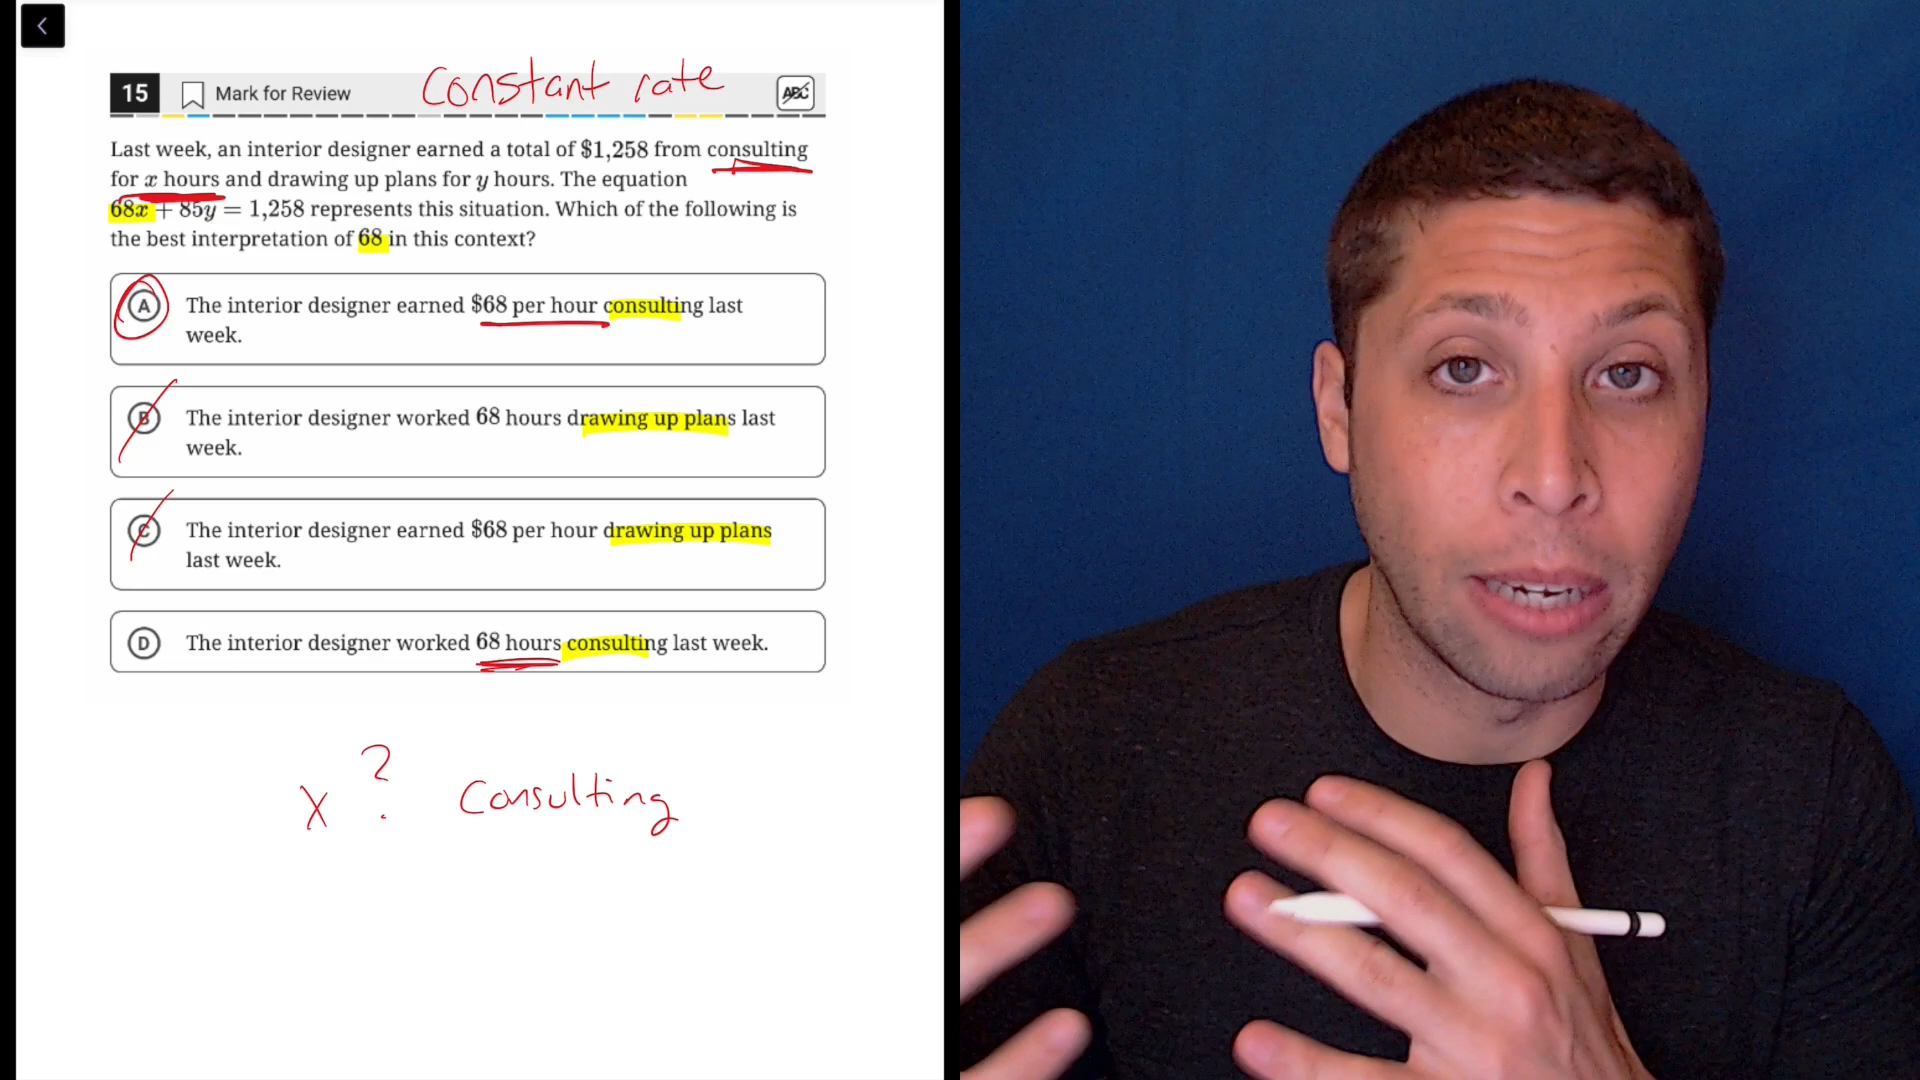 15 Mark for Review Constant rate ABC
Last week, an interior designer earned a total of $1,258 from consulting
for x hours and drawing up plans for y hours. The equation
68x + 85y = 1,258 represents this situation. Which of the following is
the best interpretation of 68 in this context?
A The interior designer earned $68 per hour consulting last
week.
B The interior designer worked 68 hours drawing up plans last
week.
C The interior designer earned $68 per hour drawing up plans
last week.
D The interior designer worked 68 hours consulting last week.
x ? Consulting